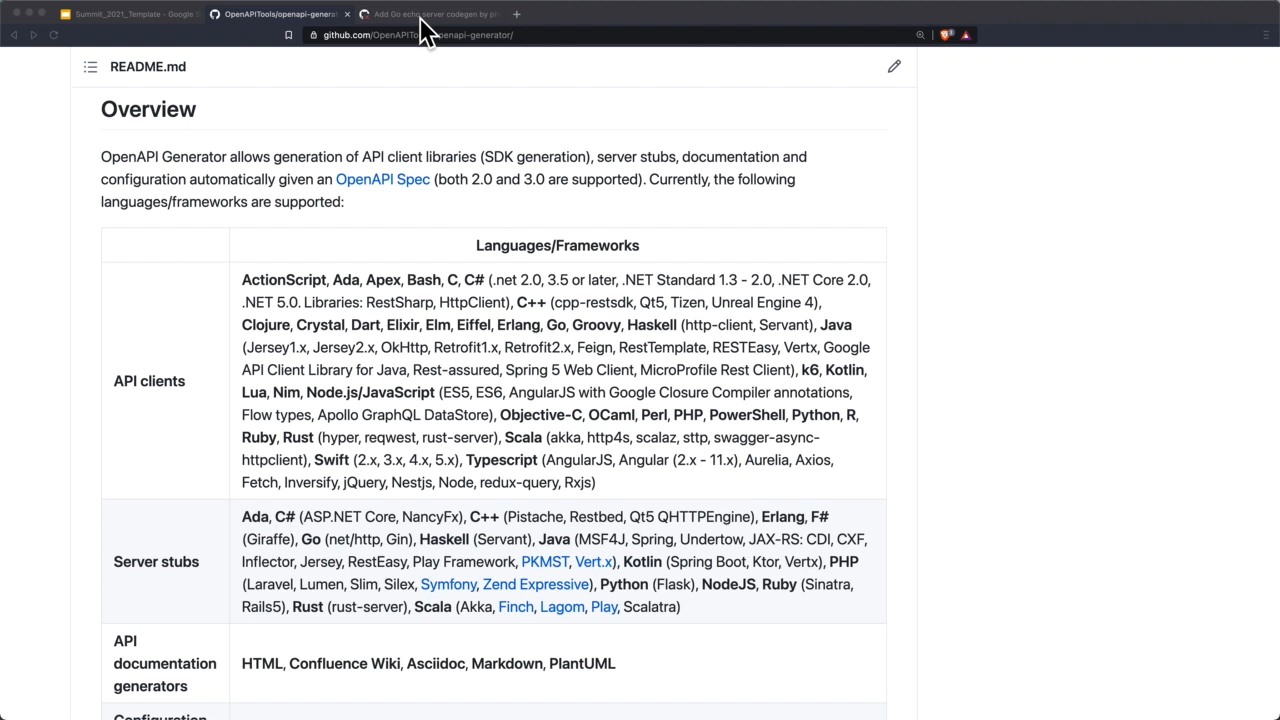 Summit_2021_Template - Google S
OpenAPITools/openapi-generat
Add Go echo server codegen by ph
github.com/OpenAPITo penapi-generator/
README.md
Overview
OpenAPI Generator allows generation of API client libraries (SDK generation), server stubs, documentation and
configuration automatically given an OpenAPI Spec (both 2.0 and 3.0 are supported). Currently, the following
languages/frameworks are supported:
Languages/Frameworks
API clients
ActionScript, Ada, Apex, Bash, C, C# (.net 2.0, 3.5 or later, .NET Standard 1.3 - 2.0, .NET Core 2.0,
.NET 5.0. Libraries: RestSharp, HttpClient), C++ (cpp-restsdk, Qt5, Tizen, Unreal Engine 4),
Clojure, Crystal, Dart, Elixir, Elm, Eiffel, Erlang, Go, Groovy, Haskell (http-client, Servant), Java
(Jersey1.x, Jersey2.x, OkHttp, Retrofit1.x, Retrofit2.x, Feign, RestTemplate, RESTEasy, Vertx, Google
API Client Library for Java, Rest-assured, Spring 5 Web Client, MicroProfile Rest Client), k6, Kotlin,
Lua, Nim, Node.js/JavaScript (ES5, ES6, AngularJS with Google Closure Compiler annotations,
Flow types, Apollo GraphQL DataStore), Objective-C, OCaml, Perl, PHP, PowerShell, Python, R,
Ruby, Rust (hyper, reqwest, rust-server), Scala (akka, http4s, scalaz, sttp, swagger-async-
httpclient), Swift (2.x, 3.x, 4.x, 5.x), Typescript (AngularJS, Angular (2.x - 11.x), Aurelia, Axios,
Fetch, Inversify, jQuery, Nestjs, Node, redux-query, Rxjs)
Server stubs
Ada, C# (ASP.NET Core, NancyFx), C++ (Pistache, Restbed, Qt5 QHTTPEngine), Erlang, F#
(Giraffe), Go (net/http, Gin), Haskell (Servant), Java (MSF4J, Spring, Undertow, JAX-RS: CDI, CXF,
Inflector, Jersey, RestEasy, Play Framework, PKMST, Vert.x), Kotlin (Spring Boot, Ktor, Vertx), PHP
(Laravel, Lumen, Slim, Silex, Symfony, Zend Expressive), Python (Flask), NodeJS, Ruby (Sinatra,
Rails5), Rust (rust-server), Scala (Akka, Finch, Lagom, Play, Scalatra)
API
documentation
generators
HTML, Confluence Wiki, Asciidoc, Markdown, PlantUML
Configuration